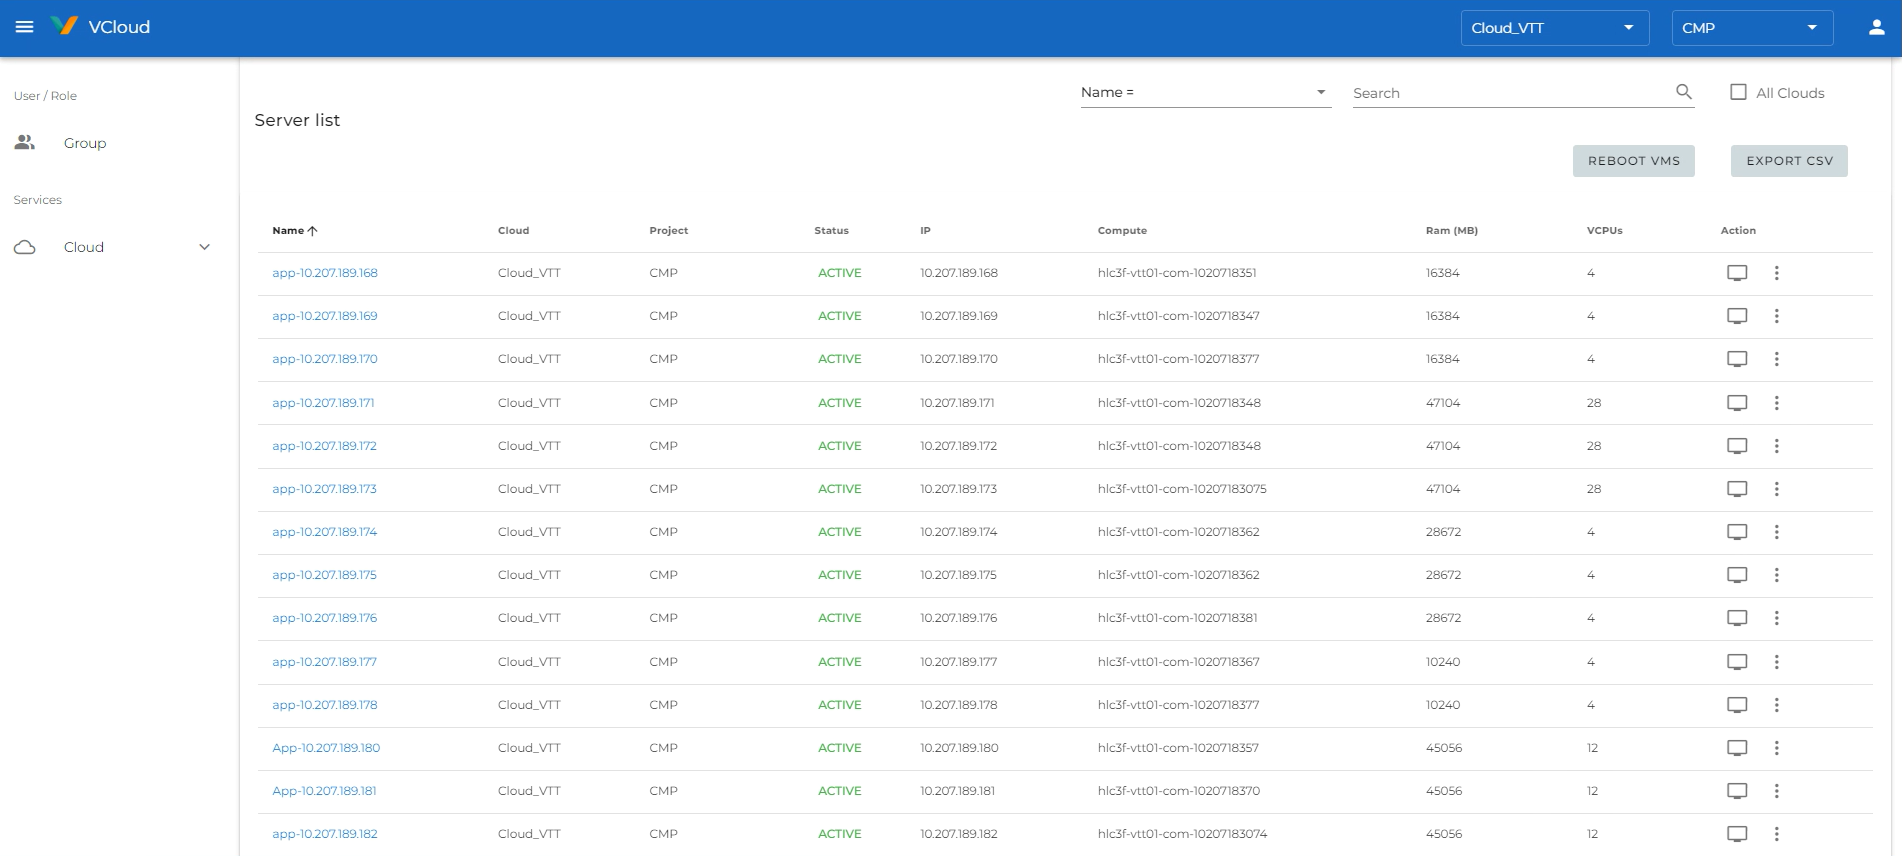 VCloud Cloud_VTT CMP
User / Role
Group
Services
Cloud
Name = Search All Clouds
Server list
REBOOT VMS EXPORT CSV
Name Cloud Project Status IP Compute Ram (MB) VCPUs Action
app-10.207.189.168 Cloud_VTT CMP ACTIVE 10.207.189.168 hlc3f-vtt01-com-1020718351 16384 4
app-10.207.189.169 Cloud_VTT CMP ACTIVE 10.207.189.169 hlc3f-vtt01-com-1020718347 16384 4
app-10.207.189.170 Cloud_VTT CMP ACTIVE 10.207.189.170 hlc3f-vtt01-com-1020718377 16384 4
app-10.207.189.171 Cloud_VTT CMP ACTIVE 10.207.189.171 hlc3f-vtt01-com-1020718348 47104 28
app-10.207.189.172 Cloud_VTT CMP ACTIVE 10.207.189.172 hlc3f-vtt01-com-1020718348 47104 28
app-10.207.189.173 Cloud_VTT CMP ACTIVE 10.207.189.173 hlc3f-vtt01-com-10207183075 47104 28
app-10.207.189.174 Cloud_VTT CMP ACTIVE 10.207.189.174 hlc3f-vtt01-com-1020718362 28672 4
app-10.207.189.175 Cloud_VTT CMP ACTIVE 10.207.189.175 hlc3f-vtt01-com-1020718362 28672 4
app-10.207.189.176 Cloud_VTT CMP ACTIVE 10.207.189.176 hlc3f-vtt01-com-1020718381 28672 4
app-10.207.189.177 Cloud_VTT CMP ACTIVE 10.207.189.177 hlc3f-vtt01-com-1020718367 10240 4
app-10.207.189.178 Cloud_VTT CMP ACTIVE 10.207.189.178 hlc3f-vtt01-com-1020718377 10240 4
App-10.207.189.180 Cloud_VTT CMP ACTIVE 10.207.189.180 hlc3f-vtt01-com-1020718357 45056 12
App-10.207.189.181 Cloud_VTT CMP ACTIVE 10.207.189.181 hlc3f-vtt01-com-1020718370 45056 12
app-10.207.189.182 Cloud_VTT CMP ACTIVE 10.207.189.182 hlc3f-vtt01-com-10207183074 45056 12